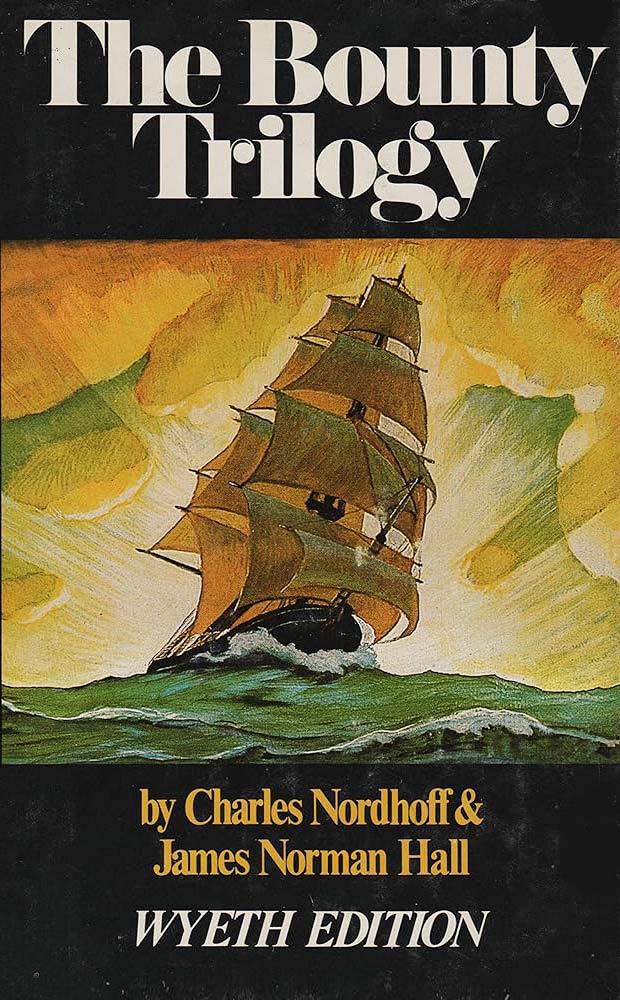 The Bounty
Trilogy
by Charles Nordhoff &
James Norman Hall
WYETH EDITION